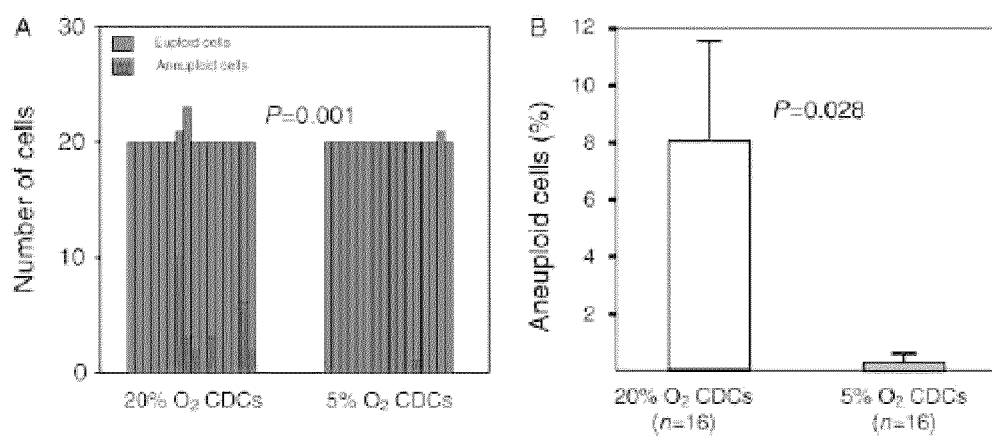 A
30
Euploid cells
Aneuploid cells
P=0.001
20
10
0
Number of cells
20% O₂ CDCs
5% O₂ CDCs
B
12
10
8
6
4
2
P=0.028
Aneuploid cells (%)
20% O₂ CDCs
(n=16)
5% O₂ CDCs
(n=16)